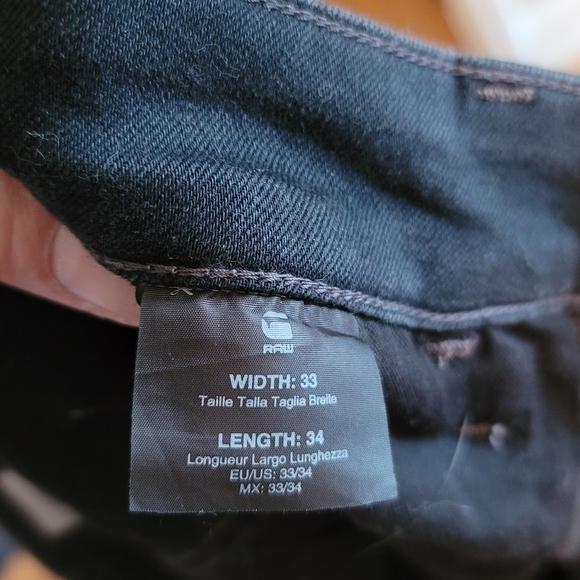 RAW
WIDTH: 33
Taille Talla Taglia Breite
LENGTH: 34
Longueur Largo Lunghezza
EU/US: 33/34
MX: 33/34